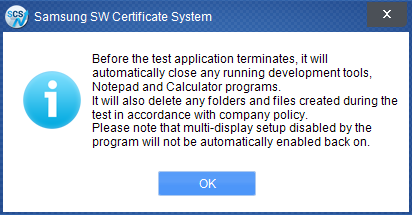 SCS
N
Samsung SW Certificate System
X
Before the test application terminates, it will
automatically close any running development tools,
Notepad and Calculator programs.
It will also delete any folders and files created during the
test in accordance with company policy.
Please note that multi-display setup disabled by the
program will not be automatically enabled back on.
OK